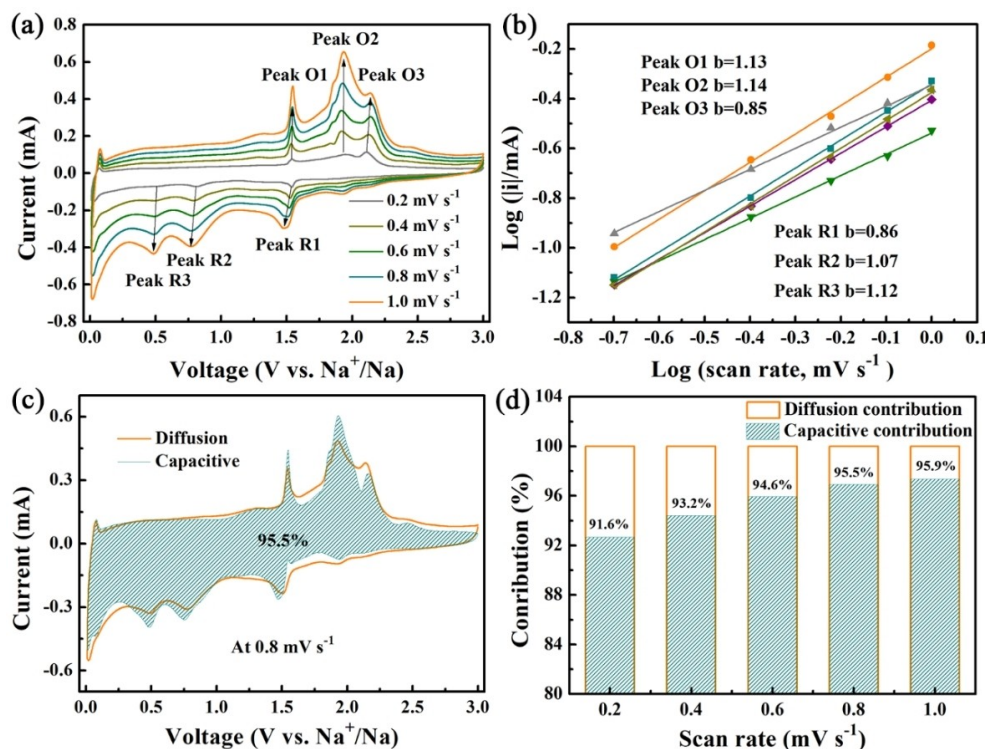 (a)
0.8
0.6
0.4
0.2
0.0
-0.2
-0.4
-0.6
-0.8
Current (mA)
Peak O2
Peak O1
Peak O3
Peak R3
Peak R2
Peak R1
0.2 mV s⁻¹
0.4 mV s⁻¹
0.6 mV s⁻¹
0.8 mV s⁻¹
1.0 mV s⁻¹
0.0 0.5 1.0 1.5 2.0 2.5 3.0
Voltage (V vs. Na⁺/Na)
(b)
-0.2
-0.4
-0.6
-0.8
-1.0
-1.2
Log (|i|/mA)
Peak O1 b=1.13
Peak O2 b=1.14
Peak O3 b=0.85
Peak R1 b=0.86
Peak R2 b=1.07
Peak R3 b=1.12
-0.8 -0.7 -0.6 -0.5 -0.4 -0.3 -0.2 -0.1 0.0 0.1
Log (scan rate, mV s⁻¹)
(c)
0.6
0.3
0.0
-0.3
-0.6
Current (mA)
Diffusion
Capacitive
95.5%
At 0.8 mV s⁻¹
0.0 0.5 1.0 1.5 2.0 2.5 3.0
Voltage (V vs. Na⁺/Na)
(d)
104
100
96
92
88
84
80
Conribution (%)
Diffusion contribution
Capacitive contribution
91.6%
93.2%
94.6%
95.5%
95.9%
0.2 0.4 0.6 0.8 1.0
Scan rate (mV s⁻¹)